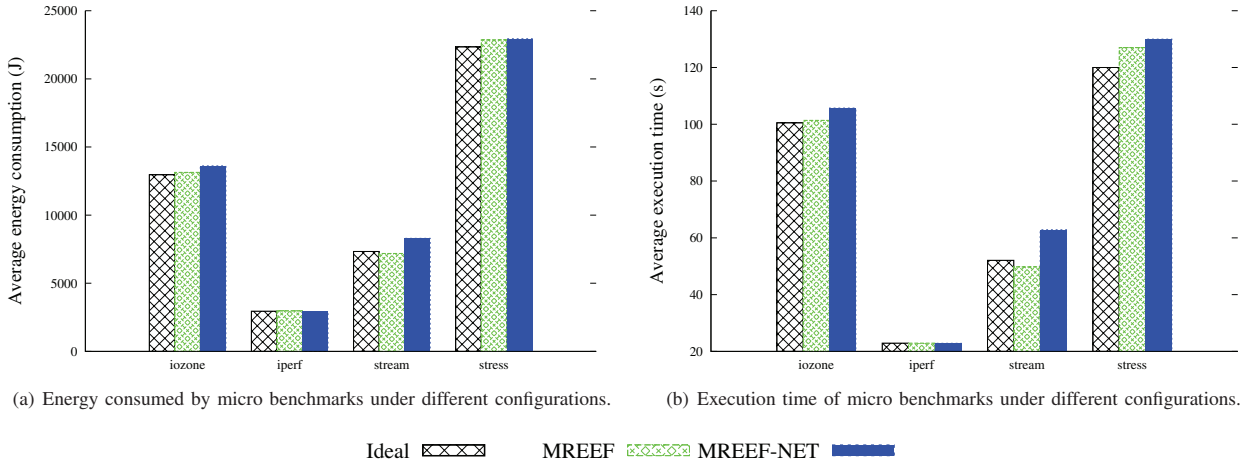 25000
20000
15000
10000
5000
0
Average energy consumption (J)
iozone iperf stream stress
(a) Energy consumed by micro benchmarks under different configurations.
140
120
100
80
60
40
20
Average execution time (s)
iozone iperf stream stress
(b) Execution time of micro benchmarks under different configurations.
Ideal MREEF MREEF-NET